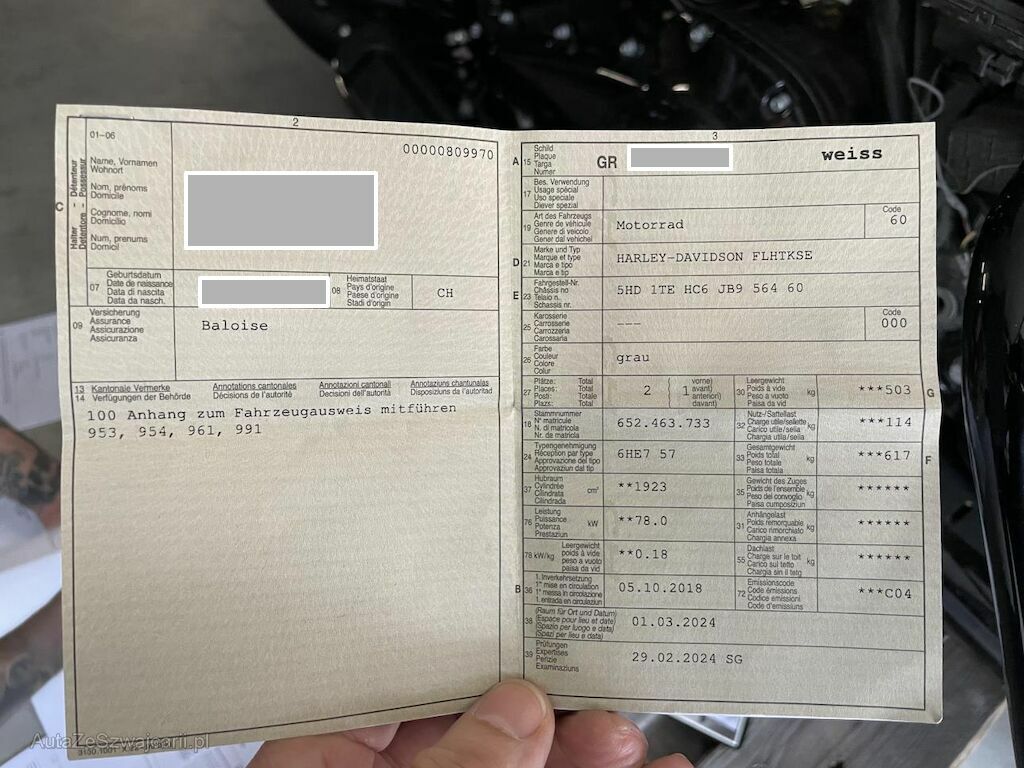 2
01–06
00000809970
C
Halter – – Détenteur
Detentore – – Possessur
Name, Vornamen
Wohnort
Nom, prénoms
Domicile
Cognome, nomi
Domicilio
Num, prenums
Domicil
07
Geburtsdatum
Date de naissance
Data di nascita
Data da nasch.
08
Heimatstaat
Pays d'origine
Paese d'origine
Stadi d'origin
CH
09
Versicherung
Assurance
Assicurazione
Assicuranza
Baloise
13
14
Kantonale Vermerke
Verfügungen der Behörde
Annotations cantonales
Décisions de l'autorité
Annotazioni cantonali
Decisioni dell'autorità
Annotaziuns chantunalas
Disposiziuns da l'autoritad
100 Anhang zum Fahrzeugausweis mitführen
953, 954, 961, 991
3
A
15
Schild
Plaque
Targa
Numer
GR
weiss
17
Bes. Verwendung
Usage spécial
Uso speciale
Diever spezial
19
Art des Fahrzeugs
Genre de véhicule
Genere di veicolo
Gener dal vehichel
Motorrad
Code
60
D
21
Marke und Typ
Marque et type
Marca e tipo
Marca e tip
HARLEY-DAVIDSON FLHTKSE
E
23
Fahrgestell-Nr.
Châssis no
Telaio n.
Schassis nr.
5HD 1TE HC6 JB9 564 60
25
Karosserie
Carrosserie
Carrozzeria
Carossaria
---
Code
000
26
Farbe
Couleur
Colore
Colur
grau
27
Plätze: Total
Places: Total
Posti: Totale
Plazs: Total
2
1
vorne)
avant)
anteriori)
davant)
30
Leergewicht
Poids à vide
Peso a vuoto
Paisa da vid
kg
***503
G
18
Stammnummer
N° matricule
N. di matricola
Nr. da matricla
652.463.733
32
Nutz-/Sattellast
Charge utile/sellette
Carico utile/sella
Chargia utila/sella
kg
***114
24
Typengenehmigung
Réception par type
Approvazione del tipo
Approvaziun dal tip
6HE7 57
33
Gesamtgewicht
Poids total
Peso totale
Paisa totala
kg
***617
F
37
Hubraum
Cylindrée
Cilindrata
Cilindrada
cm³
**1923
35
Gewicht des Zuges
Poids de l'ensemble
Peso del convoglio
Paisa cumposiziun
kg
******
76
Leistung
Puissance
Potenza
Prestaziun
kW
**78.0
31
Anhängelast
Poids remorquable
Carico rimorchiato
Chargia annexa
kg
******
78 kW/kg
Leergewicht
poids à vide
peso a vuoto
paisa da vid
**0.18
55
Dachlast
Charge sur le toit
Carico sul tetto
Chargia sin il tetg
kg
******
B
36
1. Inverkehrsetzung
1re mise en circulation
1a messa in circolazione
1. entrada en circulaziun
05.10.2018
72
Emissionscode
Code émissions
Codice emissioni
Code d'emissiuns
***C04
38
(Raum für Ort und Datum)
(Espace pour lieu et date)
(Spazio per luogo e data)
(Spazi per lieu e data)
01.03.2024
39
Prüfungen
Expertises
Perizie
Examinaziuns
29.02.2024 SG
AutaZeSzwajcarii.pl